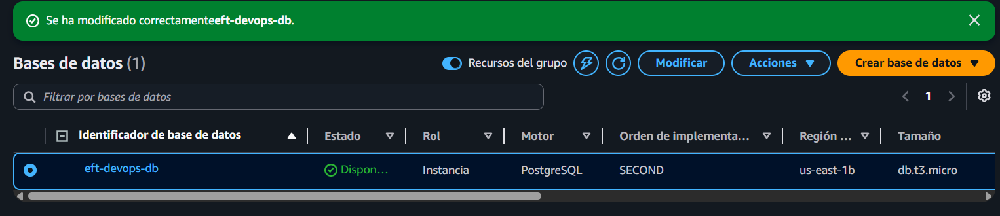 Se ha modificado correctamenteeft-devops-db.
Bases de datos (1)
Recursos del grupo
Modificar
Acciones
Crear base de datos
Filtrar por bases de datos
1
Identificador de base de datos Estado Rol Motor Orden de implementa... Región ... Tamaño
eft-devops-db Dispon... Instancia PostgreSQL SECOND us-east-1b db.t3.micro